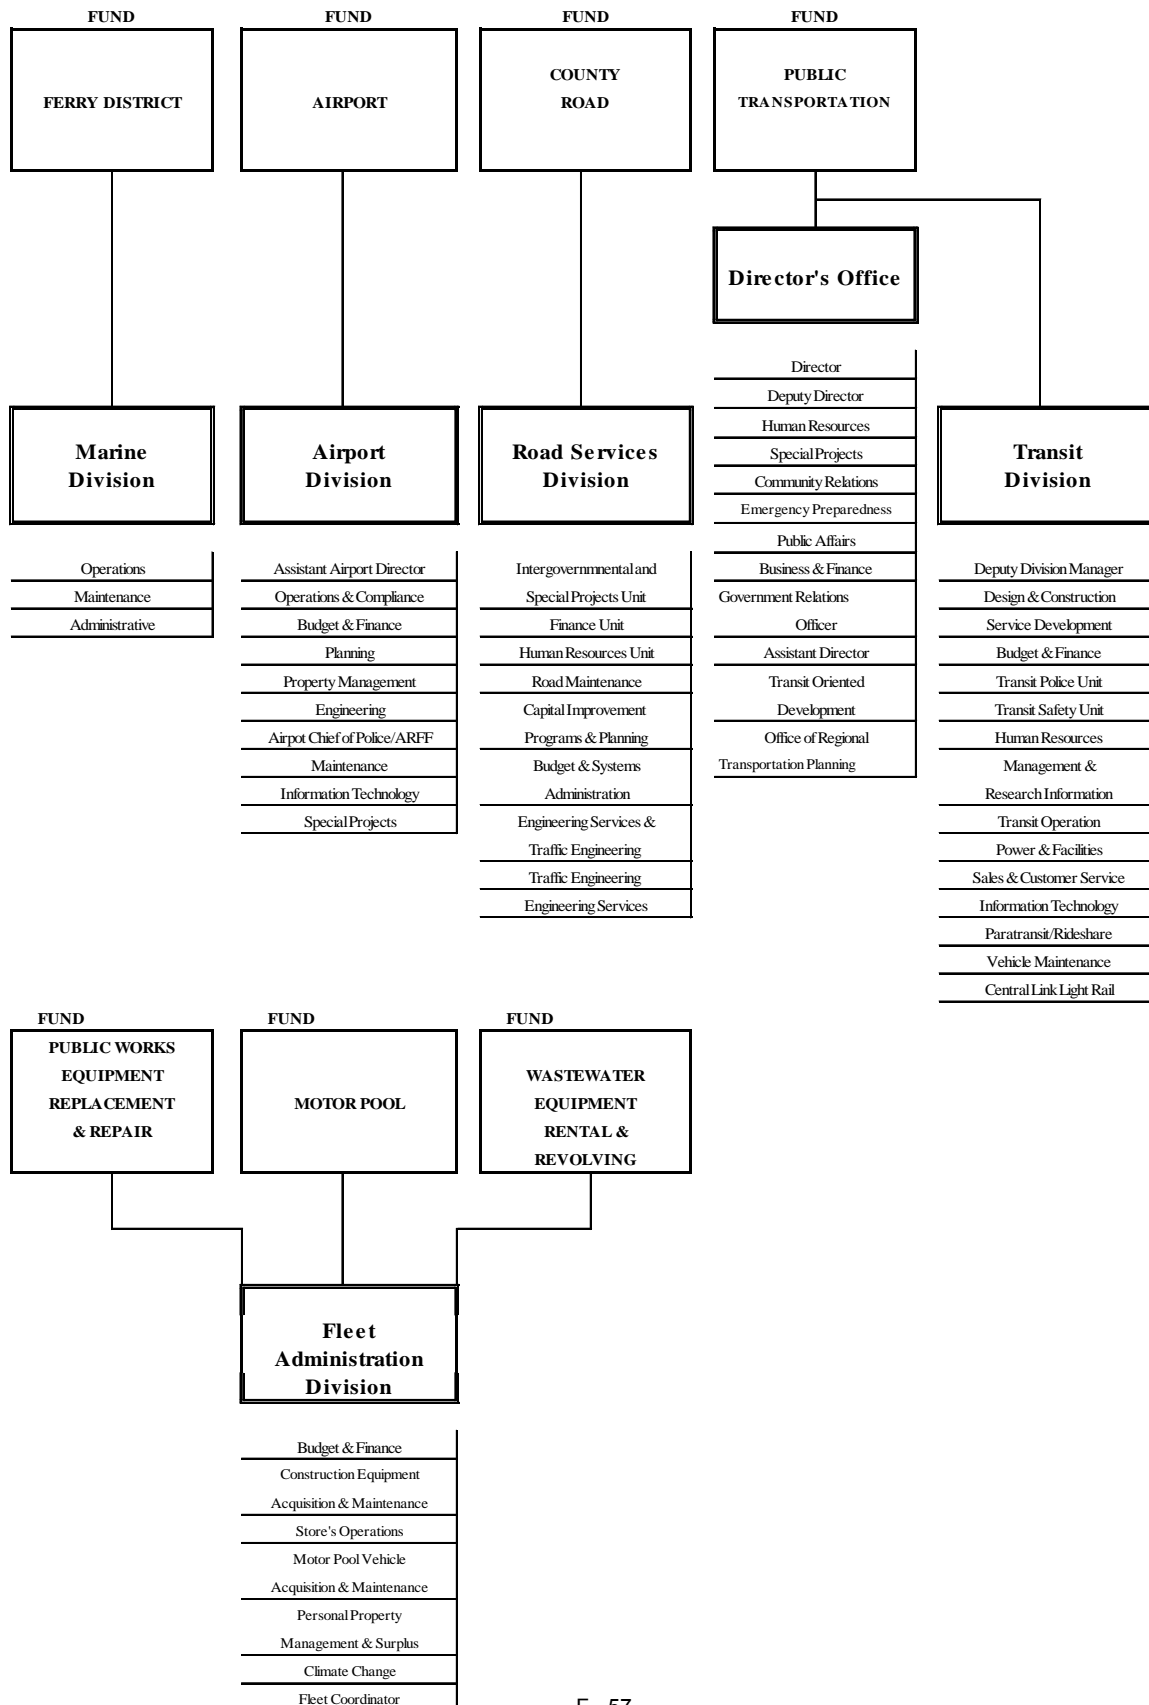 FUND
FERRY DISTRICT
FUND
AIRPORT
FUND
COUNTY
ROAD
FUND
PUBLIC
TRANSPORTATION
Director's Office
Director
Deputy Director
Human Resources
Special Projects
Community Relations
Emergency Preparedness
Public Affairs
Business & Finance
Government Relations
Officer
Assistant Director
Transit Oriented
Development
Office of Regional
Transportation Planning
Marine
Division
Operations
Maintenance
Administrative
Airport
Division
Assistant Airport Director
Operations & Compliance
Budget & Finance
Planning
Property Management
Engineering
Airpot Chief of Police/ARFF
Maintenance
Information Technology
Special Projects
Road Services
Division
Intergovernmnental and
Special Projects Unit
Finance Unit
Human Resources Unit
Road Maintenance
Capital Improvement
Programs & Planning
Budget & Systems
Administration
Engineering Services &
Traffic Engineering
Traffic Engineering
Engineering Services
Transit
Division
Deputy Division Manager
Design & Construction
Service Development
Budget & Finance
Transit Police Unit
Transit Safety Unit
Human Resources
Management &
Research Information
Transit Operation
Power & Facilities
Sales & Customer Service
Information Technology
Paratransit/Rideshare
Vehicle Maintenance
Central Link Light Rail
FUND
PUBLIC WORKS
EQUIPMENT
REPLACEMENT
& REPAIR
FUND
MOTOR POOL
FUND
WASTEWATER
EQUIPMENT
RENTAL &
REVOLVING
Fleet
Administration
Division
Budget & Finance
Construction Equipment
Acquisition & Maintenance
Store's Operations
Motor Pool Vehicle
Acquisition & Maintenance
Personal Property
Management & Surplus
Climate Change
Fleet Coordinator